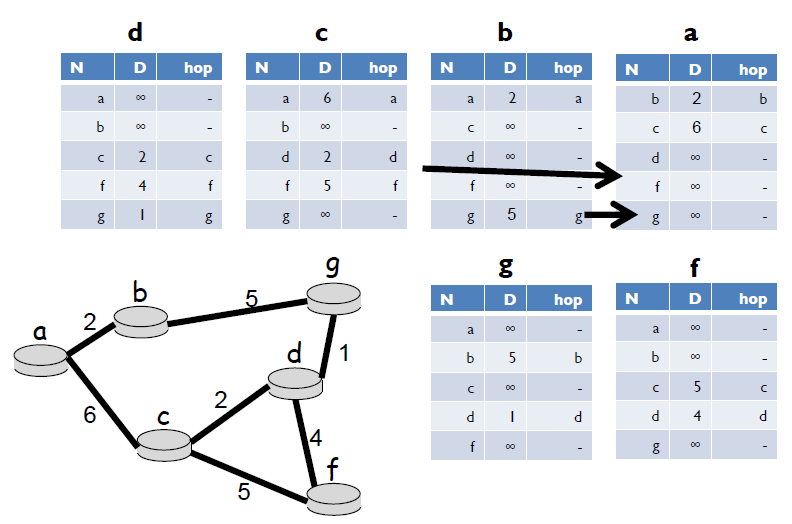 d c b a
N D hop N D hop N D hop N D hop
a ∞ - a 6 a a 2 a b 2 b
b ∞ - b ∞ - c ∞ - c 6 c
c 2 c d 2 d d ∞ - d ∞ -
f 4 f f 5 f f ∞ - f ∞ -
g 1 g g ∞ - g 5 g g ∞ -
g f
N D hop N D hop
a ∞ - a ∞ -
b 5 b b ∞ -
c ∞ - c 5 c
d 1 d d 4 d
f ∞ - g ∞ -
g
b
5
a 2
d 1
2
6 c
4
f
5